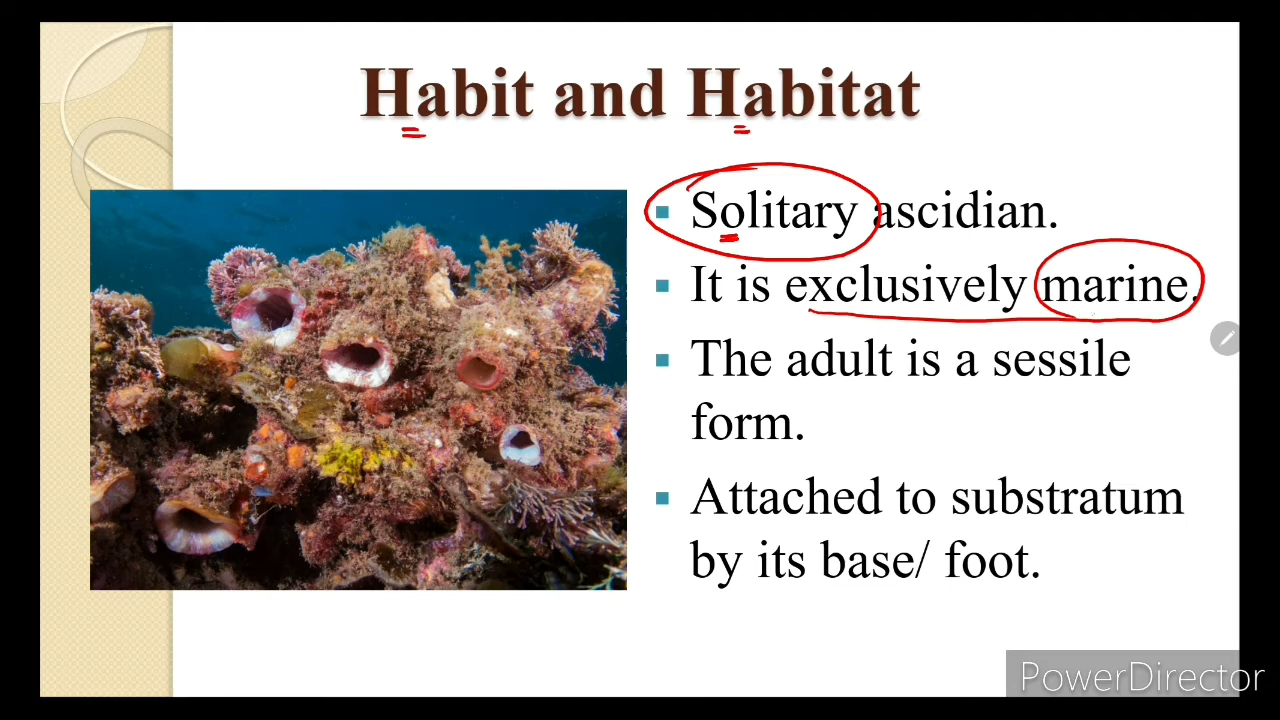 Habit and Habitat
▪ Solitary ascidian.
▪ It is exclusively marine.
▪ The adult is a sessile
form.
▪ Attached to substratum
by its base/ foot.
PowerDirector